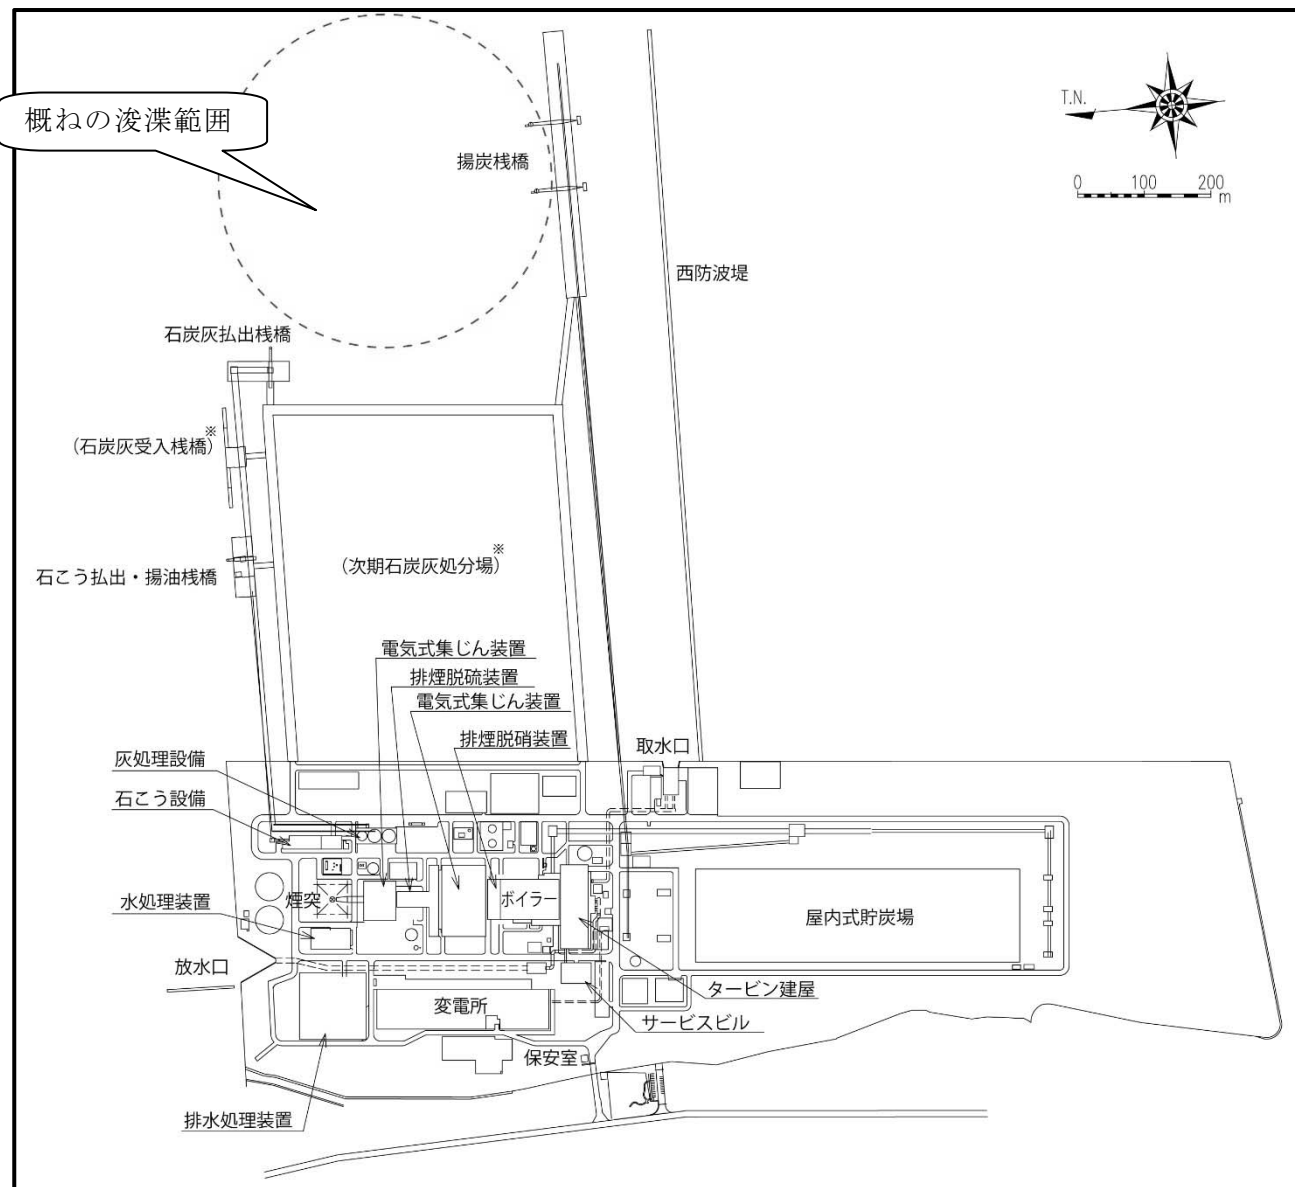 概ねの浚渫範囲
T.N.
0 100 200
m
揚炭桟橋
西防波堤
石炭灰払出桟橋
(石炭灰受入桟橋)※
(次期石炭灰処分場)※
石こう払出・揚油桟橋
電気式集じん装置
排煙脱硫装置
電気式集じん装置
排煙脱硝装置
取水口
灰処理設備
石こう設備
水処理装置
煙突
ボイラー
屋内式貯炭場
放水口
タービン建屋
変電所
サービスビル
保安室
排水処理装置